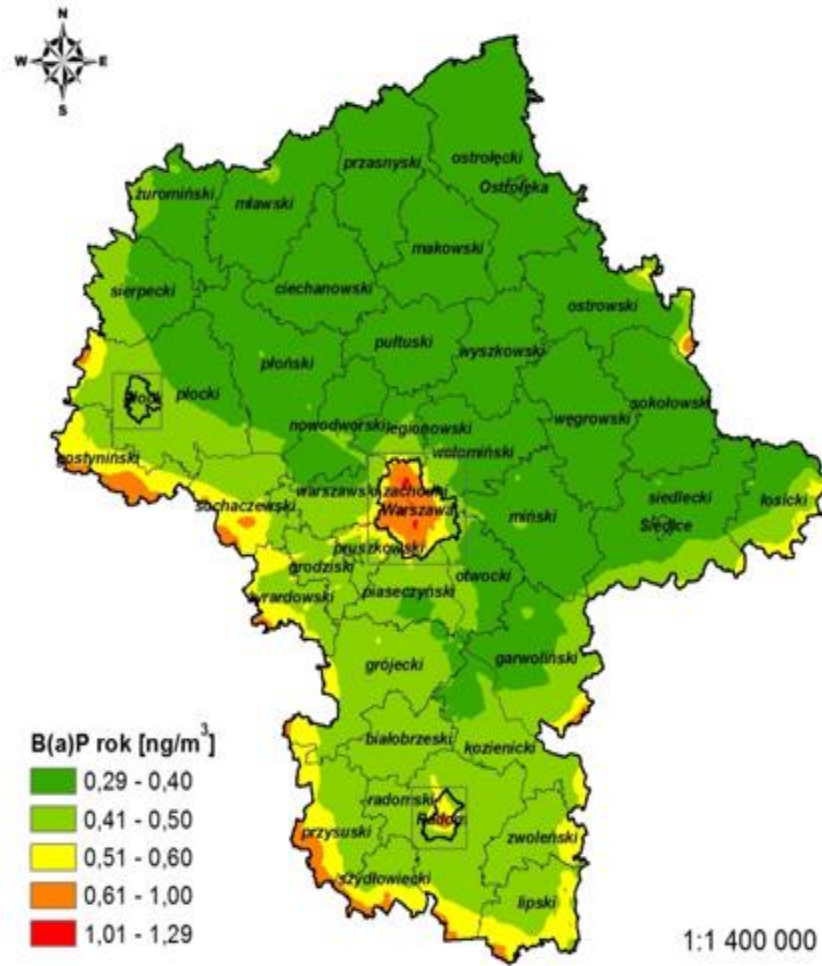 N
W E
S
ostrołęcki
przasnyski
Ostrołęka
żuromiński
mławski
makowski
sierpecki
ciechanowski
ostrowski
pułtuski
wyszkowski
płoński
płocki
Płock
sokołowski
węgrowski
nowodworski
legionowski
wołomiński
gostyniński
warszawski zachodni
siedlecki
łosicki
sochaczewski
Warszawa
miński
Siedlce
pruszkowski
grodziski
otwocki
żyrardowski
piaseczyński
grójecki
garwoliński
białobrzeski
kozienicki
radomski
Radom
przysuski
zwoleński
szydłowiecki
lipski
B(a)P rok [ng/m³]
0,29 - 0,40
0,41 - 0,50
0,51 - 0,60
0,61 - 1,00
1,01 - 1,29
1:1 400 000